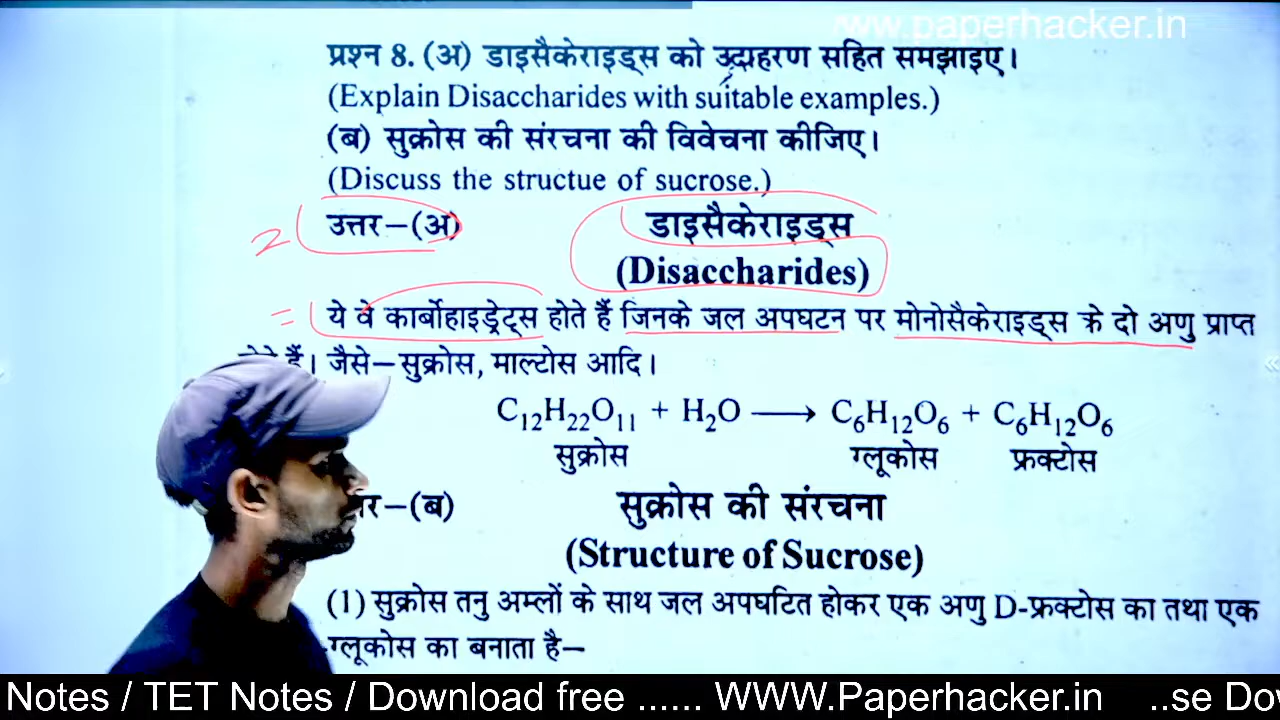 www.paperhacker.in
प्रश्न 8. (अ) डाइसैकेराइड्स को उदाहरण सहित समझाइए।
(Explain Disaccharides with suitable examples.)
(ब) सुक्रोस की संरचना की विवेचना कीजिए।
(Discuss the structue of sucrose.)
उत्तर–(अ) डाइसैकेराइड्स
(Disaccharides)
ये वे कार्बोहाइड्रेट्स होते हैं जिनके जल अपघटन पर मोनोसैकेराइड्स के दो अणु प्राप्त
हैं। जैसे–सुक्रोस, माल्टोस आदि।
C₁₂H₂₂O₁₁ + H₂O ⟶ C₆H₁₂O₆ + C₆H₁₂O₆
सुक्रोस ग्लूकोस फ्रक्टोस
त्तर–(ब) सुक्रोस की संरचना
(Structure of Sucrose)
(1) सुक्रोस तनु अम्लों के साथ जल अपघटित होकर एक अणु D-फ्रक्टोस का तथा एक
ग्लूकोस का बनाता है–
Notes / TET Notes / Download free ...... WWW.Paperhacker.in ..se Dow